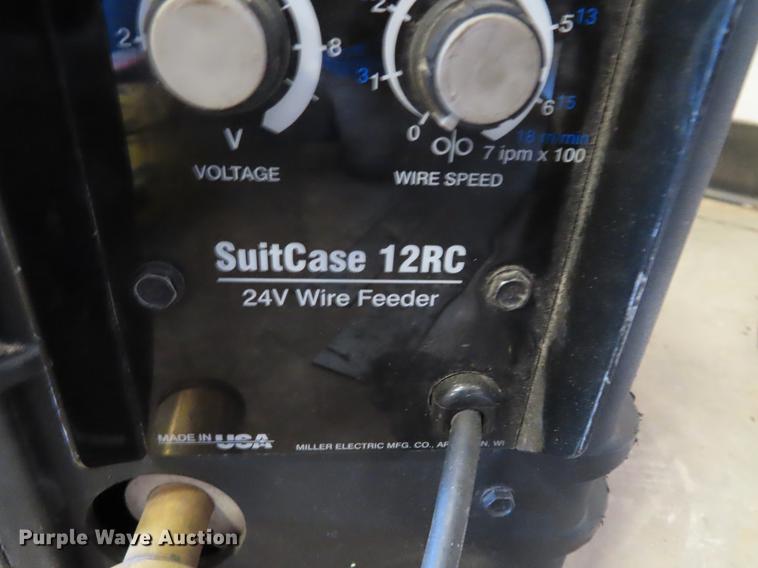 2 8
2 5 13
3 1 6 15
0 18 m/min
7 ipm x 100
V
VOLTAGE WIRE SPEED
SuitCase 12RC
24V Wire Feeder
MADE IN USA MILLER ELECTRIC MFG. CO., WI
Purple Wave Auction